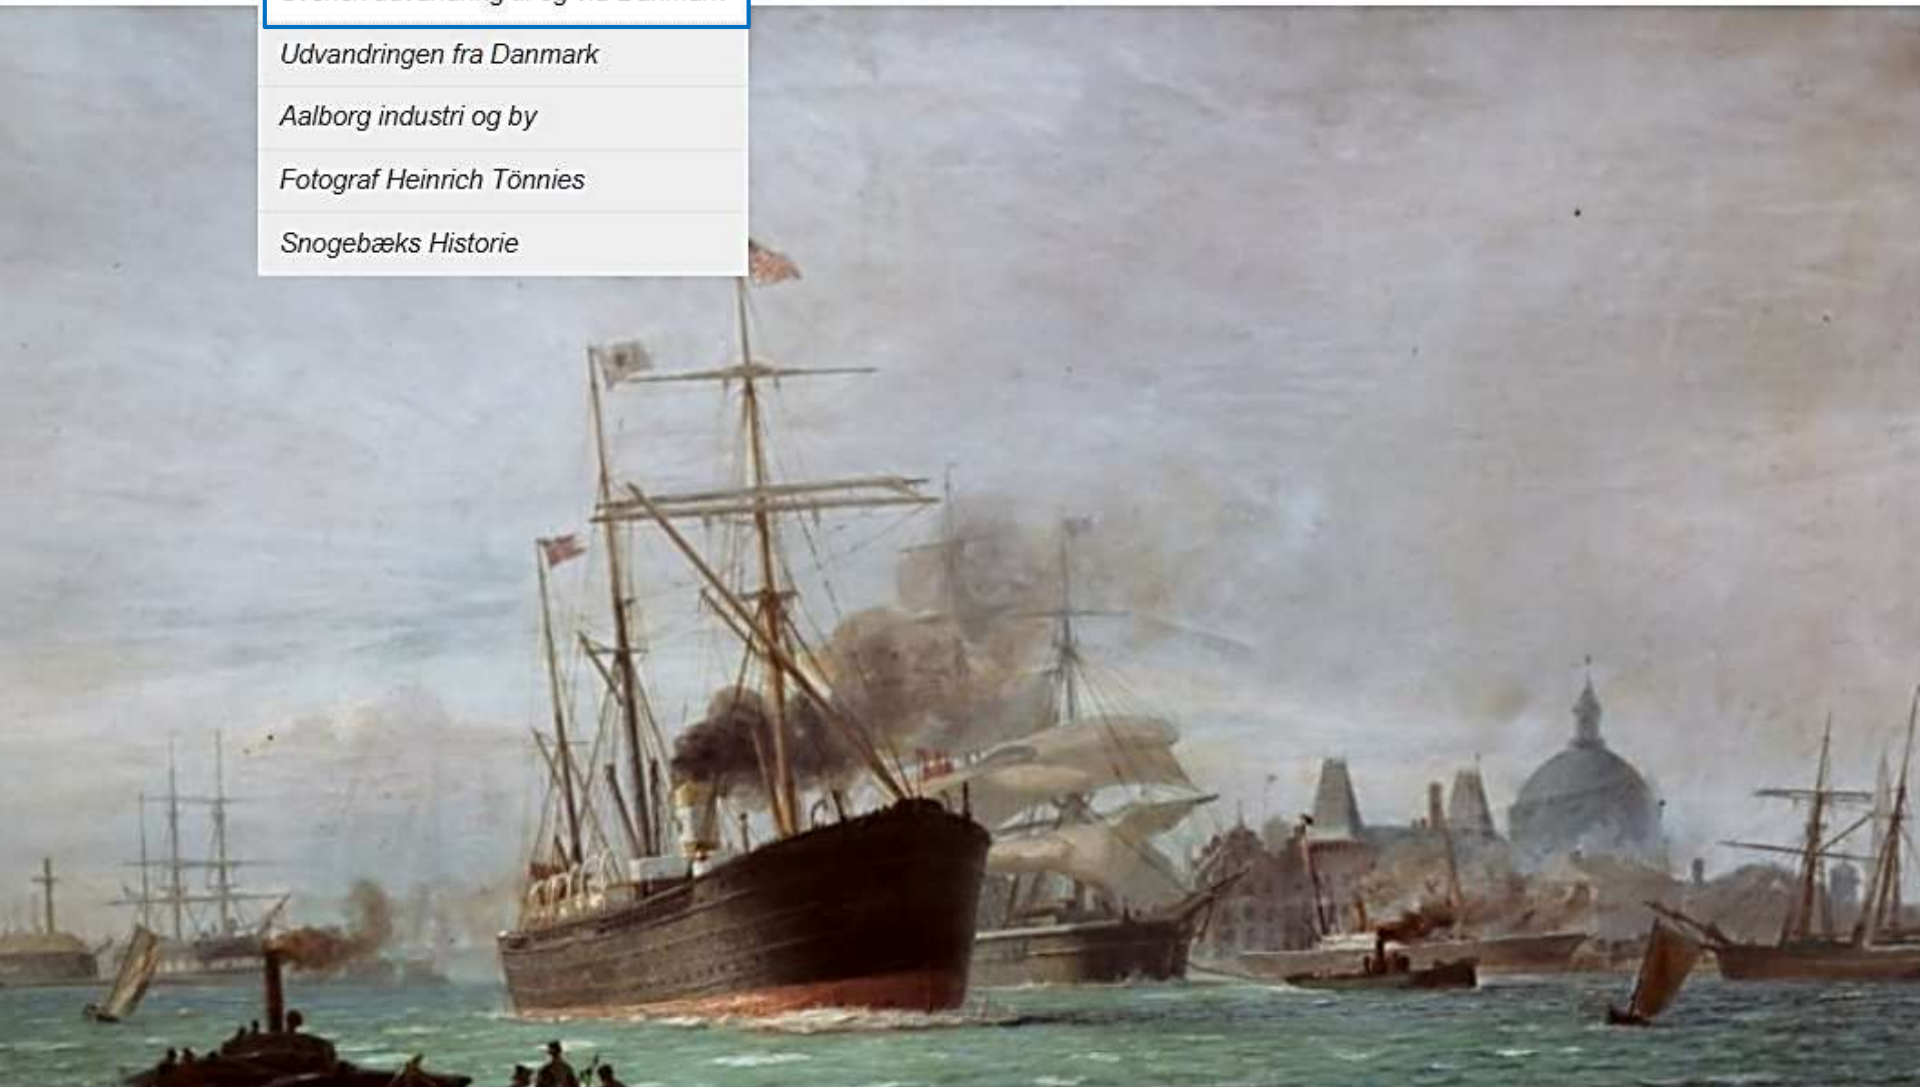 Udvandringen fra Danmark
Aalborg industri og by
Fotograf Heinrich Tönnies
Snogebæks Historie